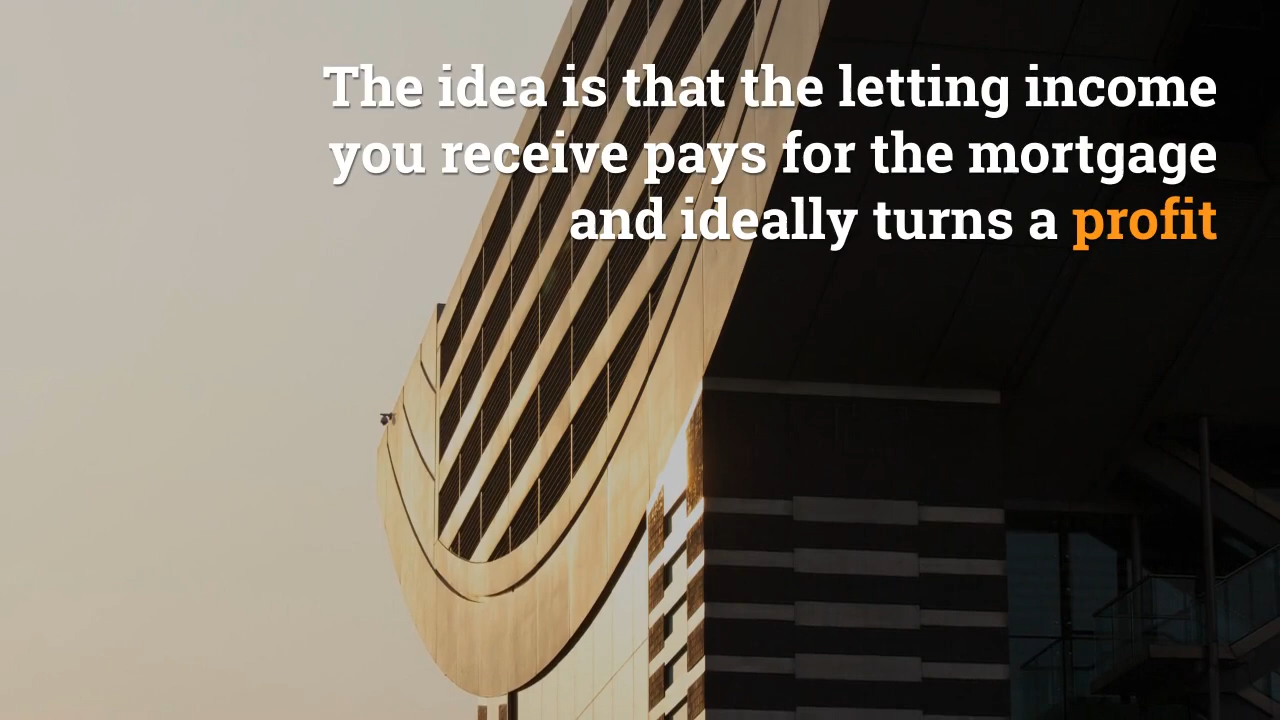 The idea is that the letting income
you receive pays for the mortgage
and ideally turns a profit